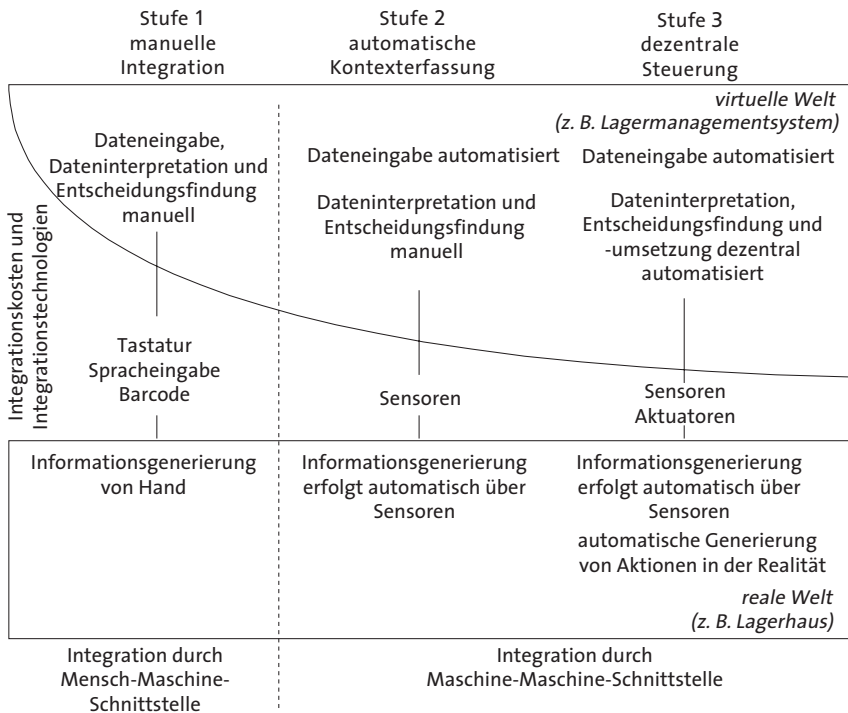 Stufe 1
manuelle
Integration
Stufe 2
automatische
Kontexterfassung
Stufe 3
dezentrale
Steuerung
virtuelle Welt
(z. B. Lagermanagementsystem)
Dateneingabe,
Dateninterpretation und
Entscheidungsfindung
manuell
Dateneingabe automatisiert
Dateninterpretation und
Entscheidungsfindung
manuell
Dateneingabe automatisiert
Dateninterpretation,
Entscheidungsfindung und
-umsetzung dezentral
automatisiert
Integrationskosten und
Integrationstechnologien
Tastatur
Spracheingabe
Barcode
Sensoren
Sensoren
Aktuatoren
Informationsgenerierung
von Hand
Informationsgenerierung
erfolgt automatisch über
Sensoren
Informationsgenerierung
erfolgt automatisch über
Sensoren
automatische Generierung
von Aktionen in der Realität
reale Welt
(z. B. Lagerhaus)
Integration durch
Mensch-Maschine-
Schnittstelle
Integration durch
Maschine-Maschine-Schnittstelle